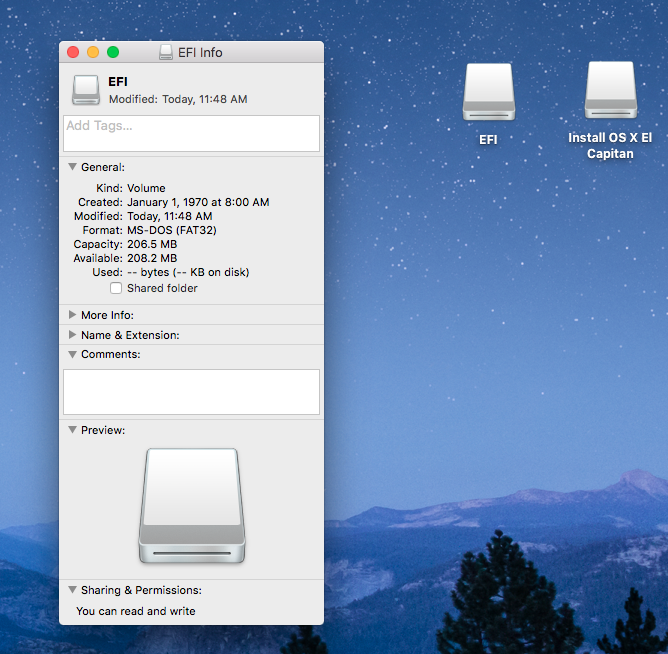 EFI Info
EFI
Modified: Today, 11:48 AM
Add Tags...
General:
Kind: Volume
Created: January 1, 1970 at 8:00 AM
Modified: Today, 11:48 AM
Format: MS-DOS (FAT32)
Capacity: 206.5 MB
Available: 208.2 MB
Used: -- bytes (-- KB on disk)
Shared folder
More Info:
Name & Extension:
Comments:
Preview:
Sharing & Permissions:
You can read and write
EFI
Install OS X El
Capitan